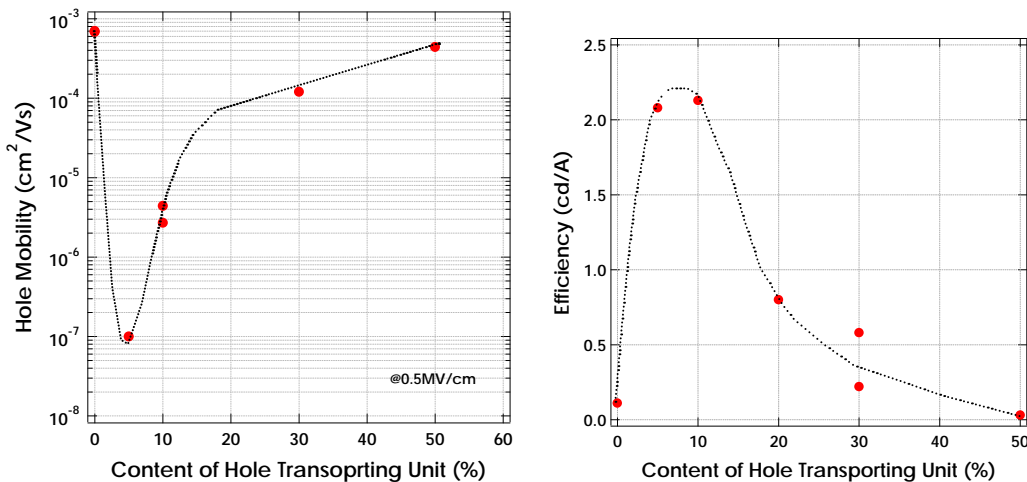 10⁻³
10⁻⁴
10⁻⁵
10⁻⁶
10⁻⁷
10⁻⁸
Hole Mobility (cm²/Vs)
@0.5MV/cm
0 10 20 30 40 50 60
Content of Hole Transoprting Unit (%)
2.5
2.0
1.5
1.0
0.5
0.0
Efficiency (cd/A)
0 10 20 30 40 50
Content of Hole Transporting Unit (%)